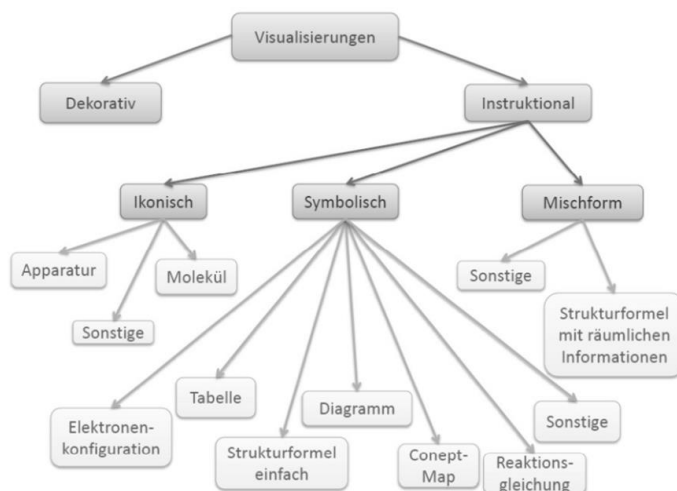 Visualisierungen
Dekorativ
Instruktional
Ikonisch
Symbolisch
Mischform
Apparatur
Molekül
Sonstige
Sonstige
Strukturformel
mit räumlichen
Informationen
Elektronen-
konfiguration
Tabelle
Strukturformel
einfach
Diagramm
Conept-
Map
Reaktions-
gleichung
Sonstige